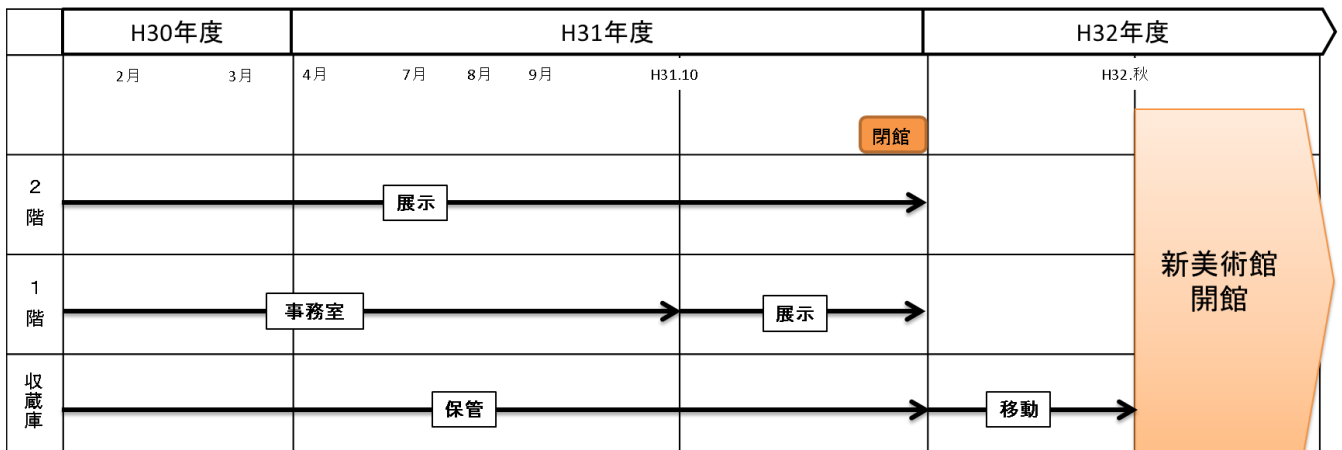 H30年度
H31年度
H32年度
2月
3月
4月
7月
8月
9月
H31.10
H32.秋
閉館
2
階
展示
新美術館
開館
1
階
事務室
展示
収
蔵
庫
保管
移動